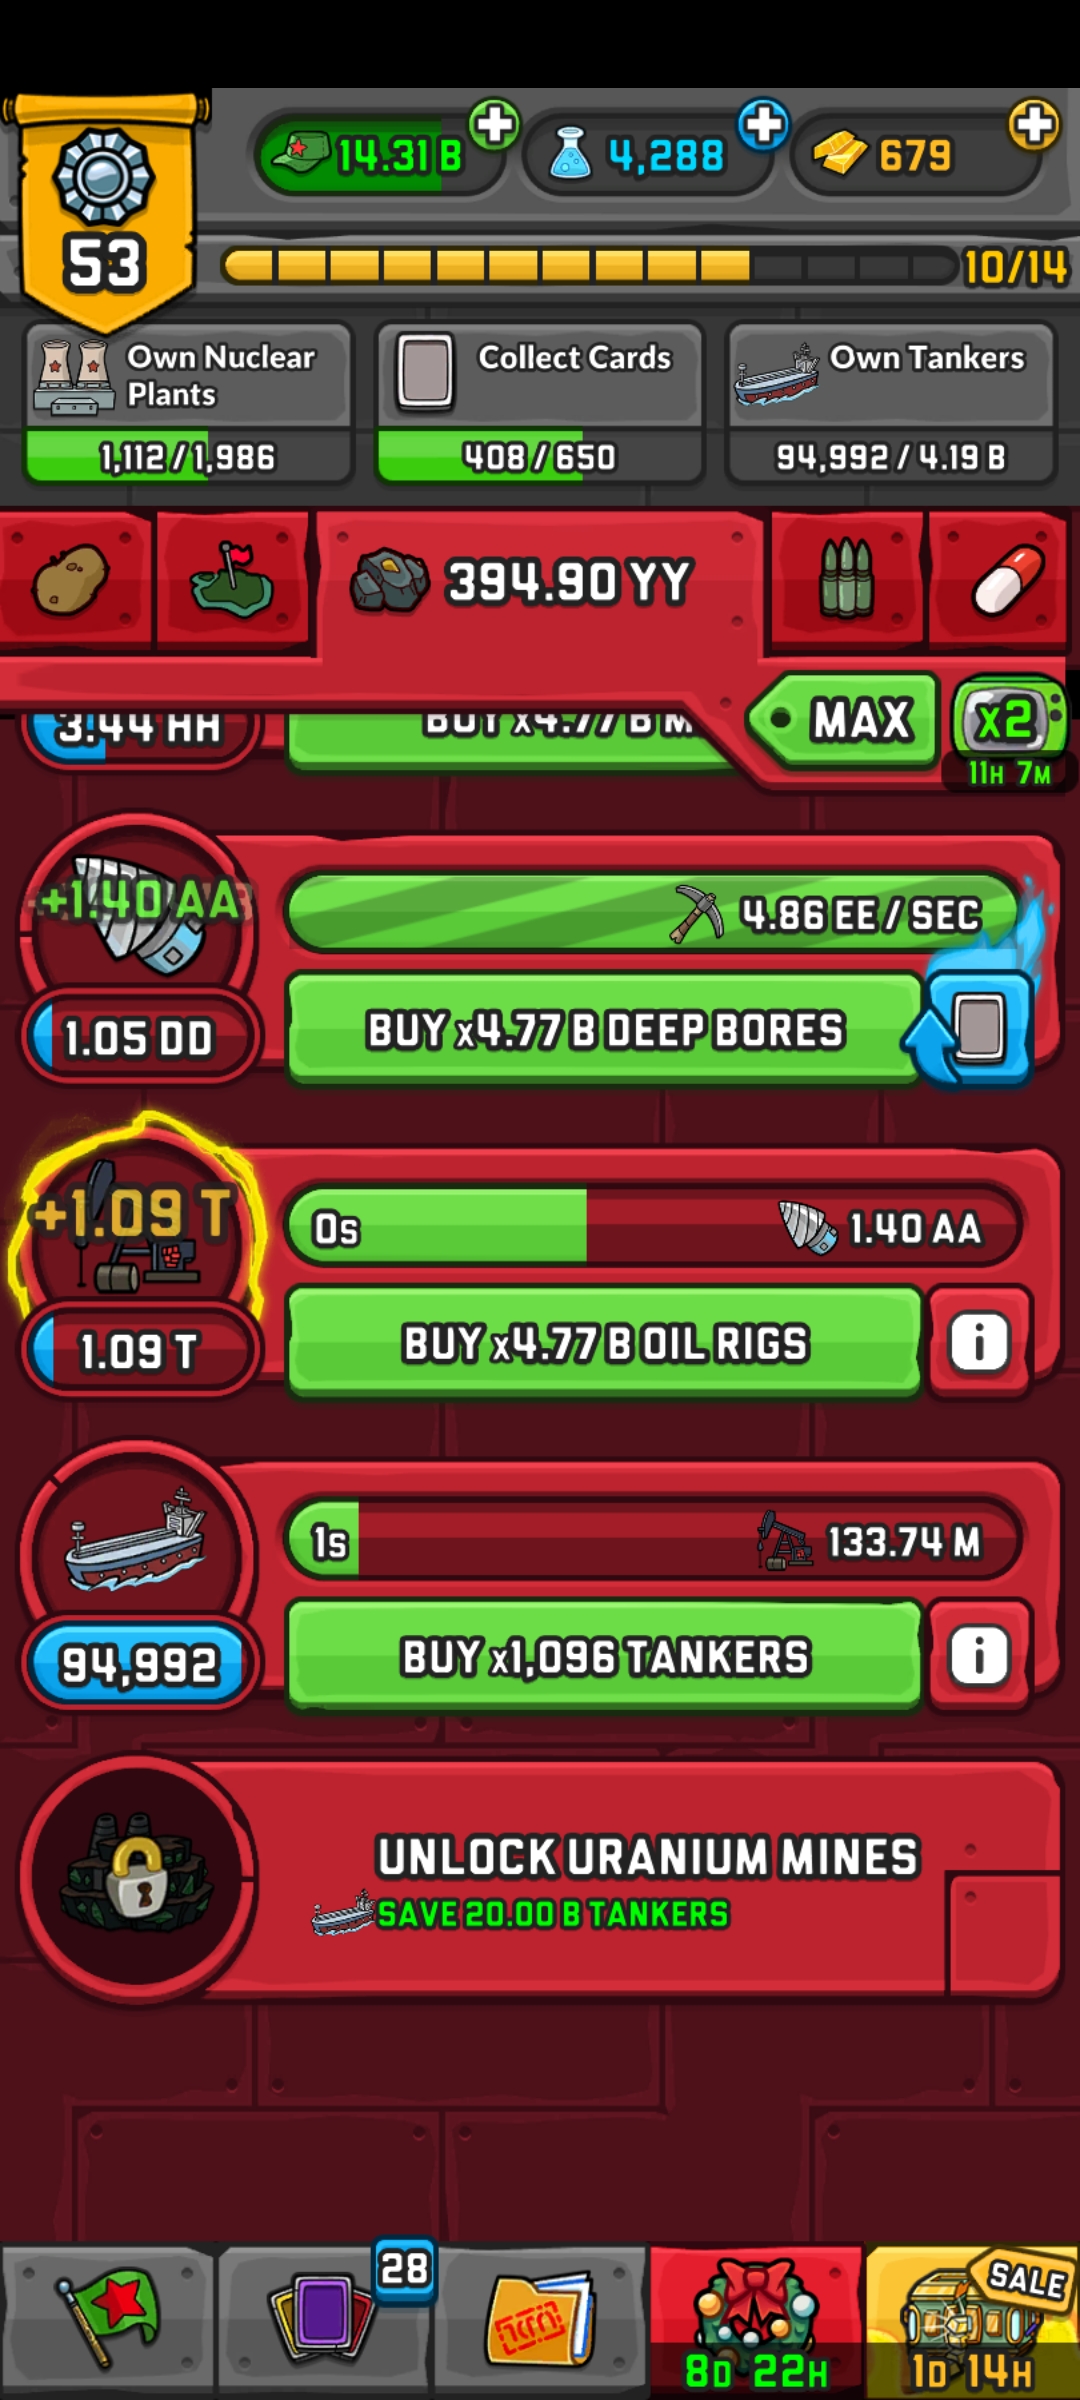 14.31 B
4,288
679
53
10/14
Own Nuclear
Plants
Collect Cards
Own Tankers
1,112 / 1,986
408 / 650
94,992 / 4.19 B
394.90 YY
MAX
x2
11H 7M
3.44 HH
BUY x4.77 B M
+1.40 AA
4.86 EE / SEC
1.05 DD
BUY x4.77 B DEEP BORES
+1.09 T
0s
1.40 AA
1.09 T
BUY x4.77 B OIL RIGS
i
1s
133.74 M
94,992
BUY x1,096 TANKERS
i
UNLOCK URANIUM MINES
SAVE 20.00 B TANKERS
28
SALE
8D 22H
1D 14H